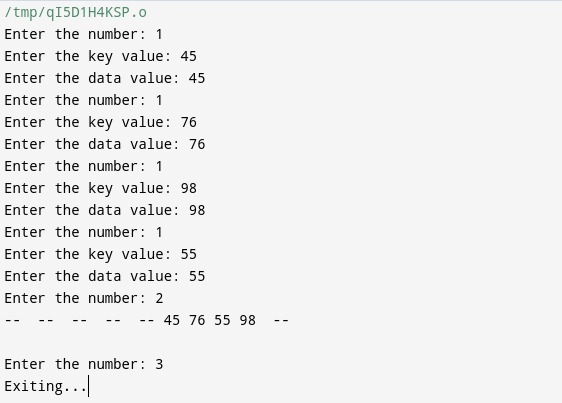 /tmp/qI5D1H4KSP.o
Enter the number: 1
Enter the key value: 45
Enter the data value: 45
Enter the number: 1
Enter the key value: 76
Enter the data value: 76
Enter the number: 1
Enter the key value: 98
Enter the data value: 98
Enter the number: 1
Enter the key value: 55
Enter the data value: 55
Enter the number: 2
--  --  --  --  -- 45 76 55 98  --
Enter the number: 3
Exiting...